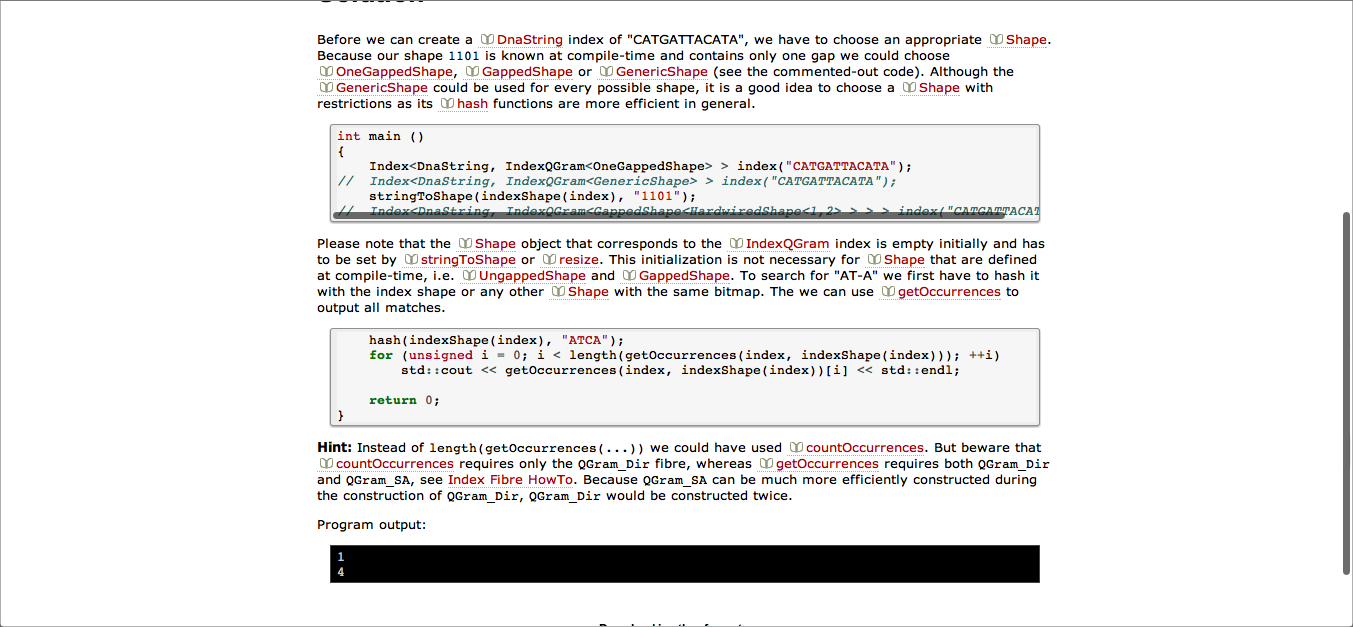 Solution
Before we can create a DnaString index of "CATGATTACATA", we have to choose an appropriate Shape.
Because our shape 1101 is known at compile-time and contains only one gap we could choose
OneGappedShape, GappedShape or GenericShape (see the commented-out code). Although the
GenericShape could be used for every possible shape, it is a good idea to choose a Shape with
restrictions as its hash functions are more efficient in general.
int main ()
{
    Index<DnaString, IndexQGram<OneGappedShape> > index("CATGATTACATA");
//  Index<DnaString, IndexQGram<GenericShape> > index("CATGATTACATA");
    stringToShape(indexShape(index), "1101");
//  Index<DnaString, IndexQGram<GappedShape<HardwiredShape<1,2> > > > index("CATGATTACAT
Please note that the Shape object that corresponds to the IndexQGram index is empty initially and has
to be set by stringToShape or resize. This initialization is not necessary for Shape that are defined
at compile-time, i.e. UngappedShape and GappedShape. To search for "AT-A" we first have to hash it
with the index shape or any other Shape with the same bitmap. The we can use getOccurrences to
output all matches.
    hash(indexShape(index), "ATCA");
    for (unsigned i = 0; i < length(getOccurrences(index, indexShape(index))); ++i)
        std::cout << getOccurrences(index, indexShape(index))[i] << std::endl;
    return 0;
}
Hint: Instead of length(getOccurrences(...)) we could have used countOccurrences. But beware that
countOccurrences requires only the QGram_Dir fibre, whereas getOccurrences requires both QGram_Dir
and QGram_SA, see Index Fibre HowTo. Because QGram_SA can be much more efficiently constructed during
the construction of QGram_Dir, QGram_Dir would be constructed twice.
Program output:
1
4